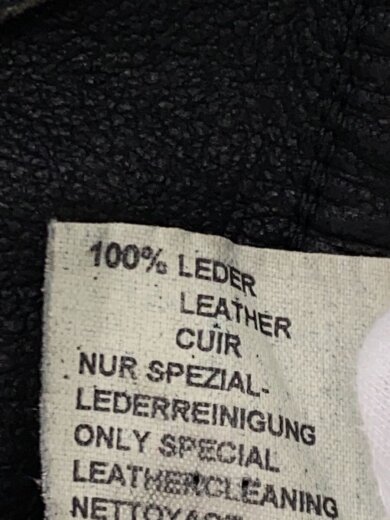 100% LEDER
LEATHER
CUIR
NUR SPEZIAL-
LEDERREINIGUNG
ONLY SPECIAL
LEATHERCLEANING